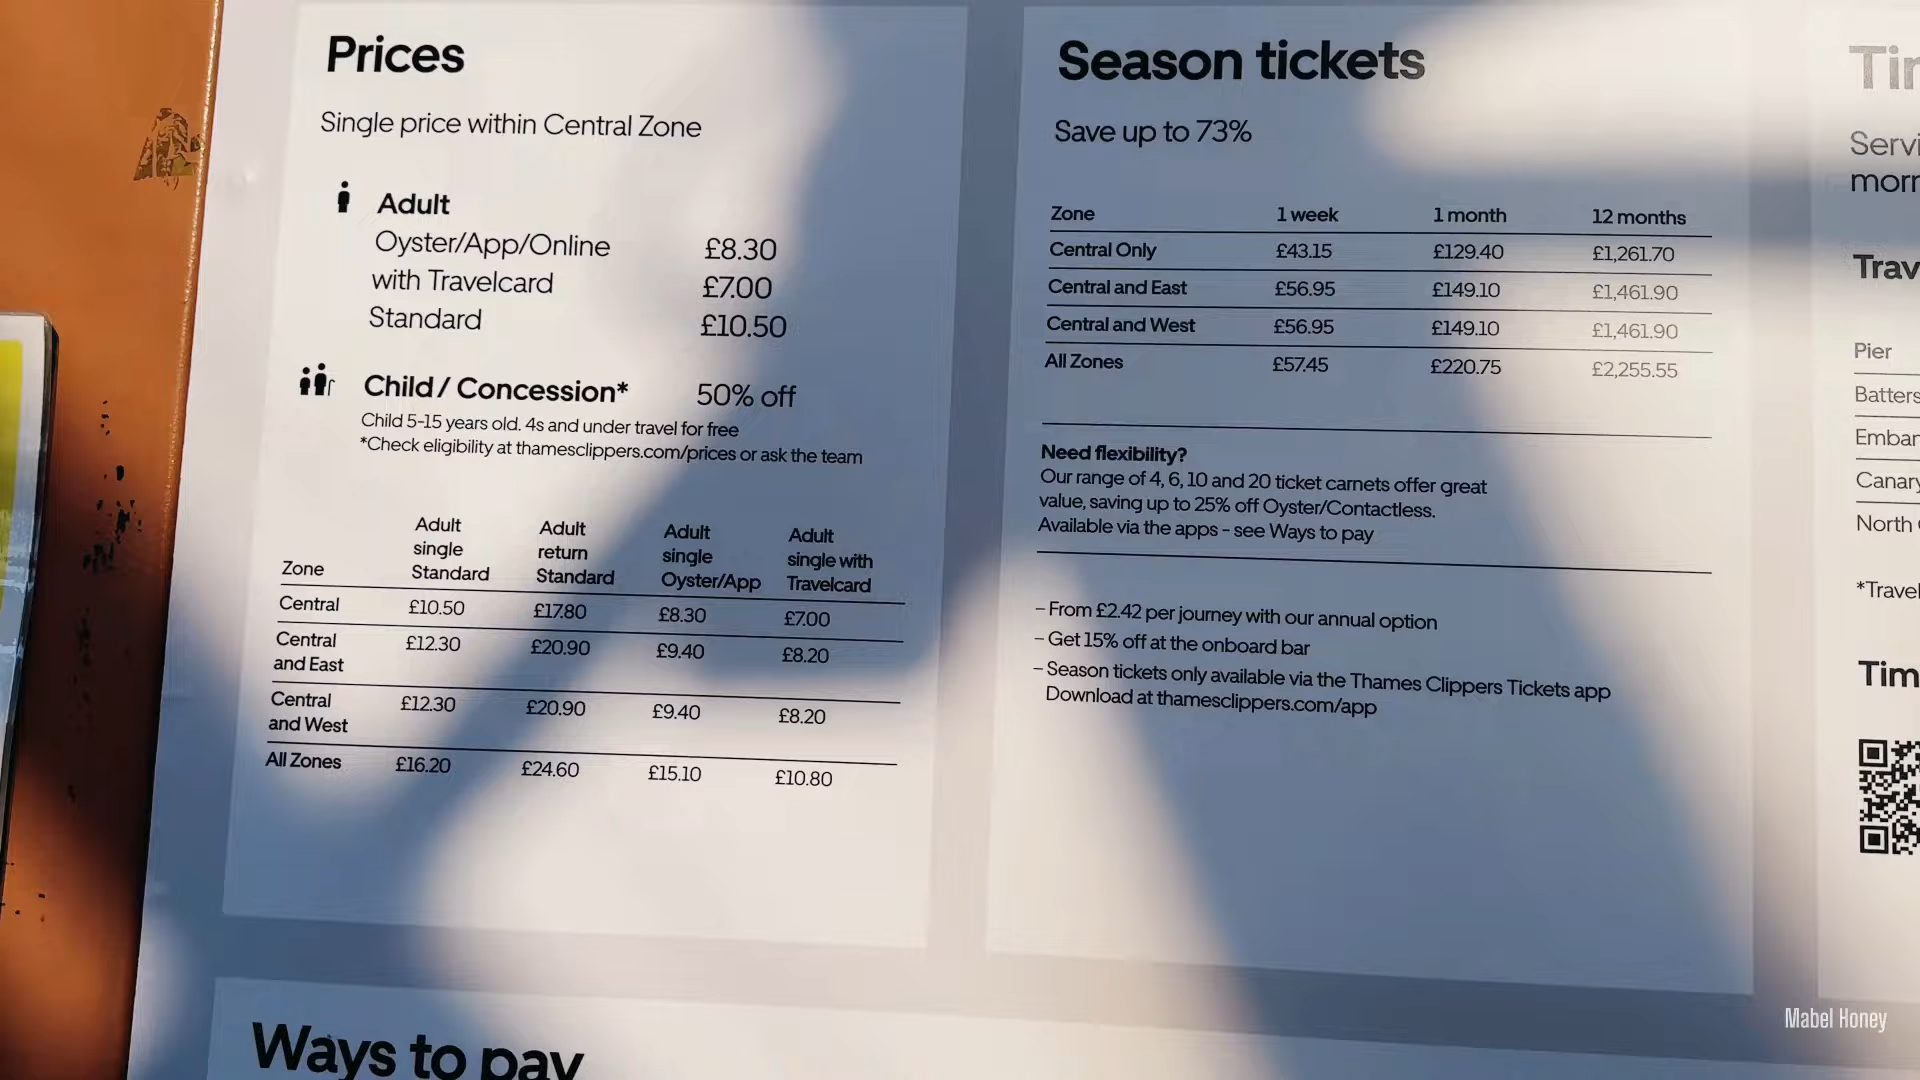 Prices
Single price within Central Zone
Adult
Oyster/App/Online £8.30
with Travelcard £7.00
Standard £10.50
Child / Concession* 50% off
Child 5-15 years old. 4s and under travel for free
*Check eligibility at thamesclippers.com/prices or ask the team
Zone Adult single Standard Adult return Standard Adult single Oyster/App Adult single with Travelcard
Central £10.50 £17.80 £8.30 £7.00
Central and East £12.30 £20.90 £9.40 £8.20
Central and West £12.30 £20.90 £9.40 £8.20
All Zones £16.20 £24.60 £15.10 £10.80
Season tickets
Save up to 73%
Zone 1 week 1 month 12 months
Central Only £43.15 £129.40 £1,261.70
Central and East £56.95 £149.10 £1,461.90
Central and West £56.95 £149.10 £1,461.90
All Zones £57.45 £220.75 £2,255.55
Need flexibility?
Our range of 4, 6, 10 and 20 ticket carnets offer great
value, saving up to 25% off Oyster/Contactless.
Available via the apps - see Ways to pay
- From £2.42 per journey with our annual option
- Get 15% off at the onboard bar
- Season tickets only available via the Thames Clippers Tickets app
Download at thamesclippers.com/app
Pier
North
Ways to pay
Mabel Honey